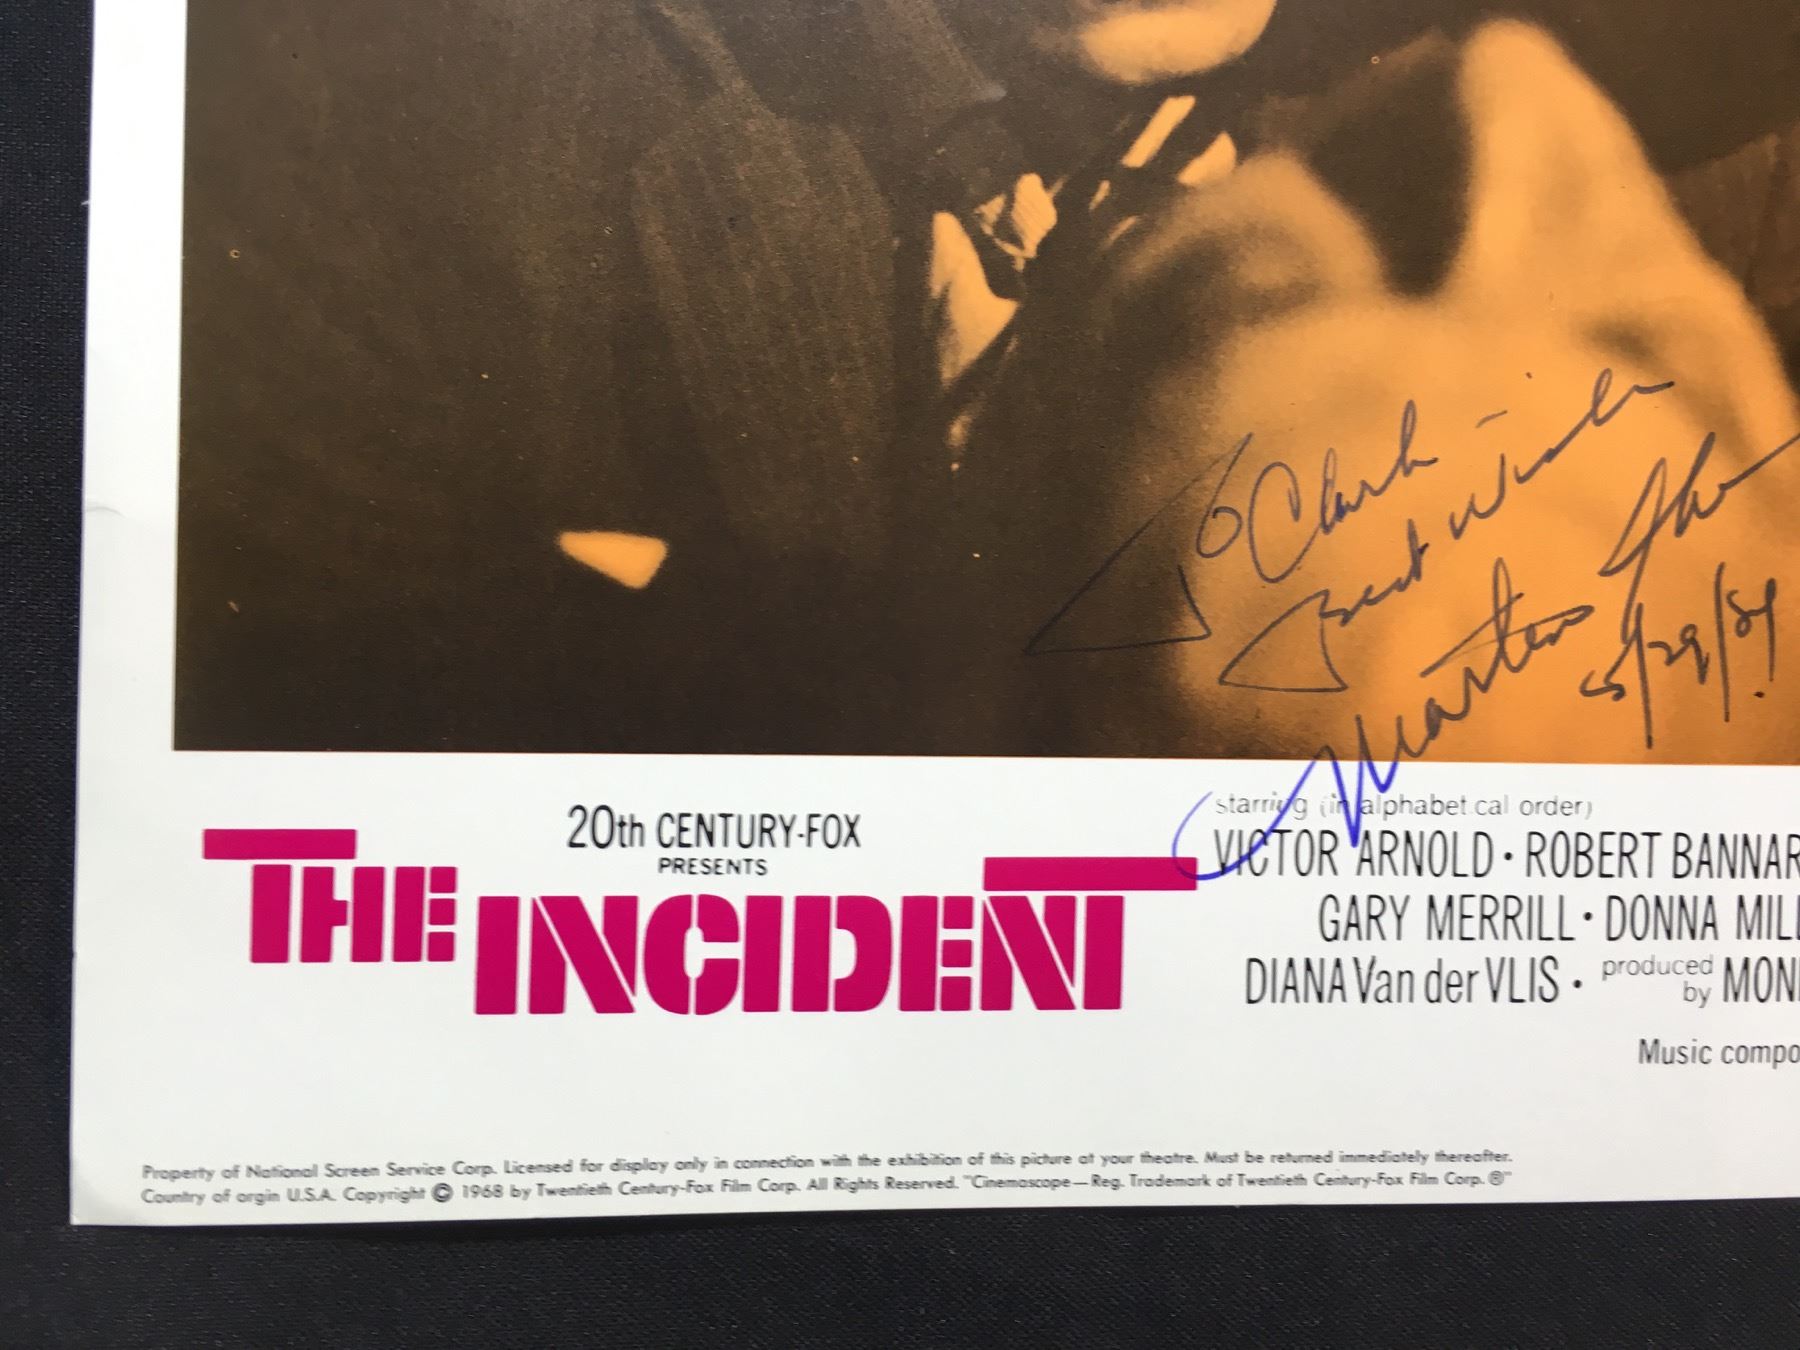 To Clark
Best Wishes
Martin
5/29/84
20th CENTURY-FOX
PRESENTS
THE INCIDENT
starring (in alphabetical order)
VICTOR ARNOLD • ROBERT BANNAR
GARY MERRILL • DONNA MIL
DIANA Van der VLIS • produced by MON
Music compo
Property of National Screen Service Corp. Licensed for display only in connection with the exhibition of this picture at your theatre. Must be returned immediately thereafter.
Country of orgin U.S.A. Copyright © 1968 by Twentieth Century-Fox Film Corp. All Rights Reserved. "Cinemascope—Reg. Trademark of Twentieth Century-Fox Film Corp. ®"